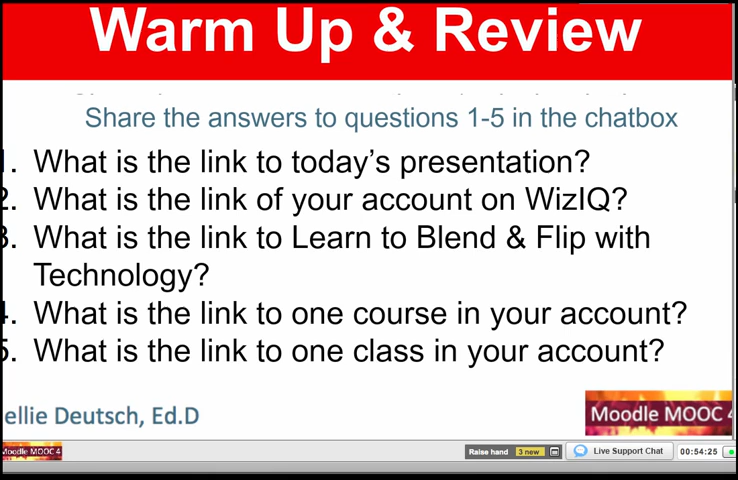 Warm Up & Review
Share the answers to questions 1-5 in the chatbox
1. What is the link to today's presentation?
2. What is the link of your account on WizIQ?
3. What is the link to Learn to Blend & Flip with
Technology?
4. What is the link to one course in your account?
5. What is the link to one class in your account?
ellie Deutsch, Ed.D
Moodle MOOC 4
Moodle MOOC 4
Raise hand 3 new
Live Support Chat
00:54:25